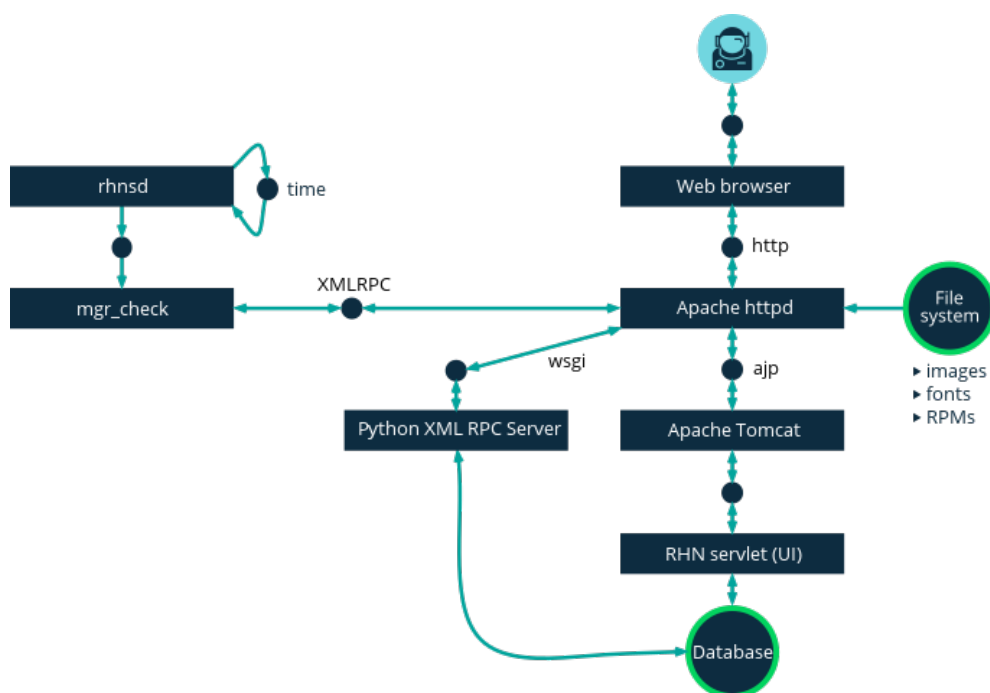 rhnsd
time
Web browser
http
XMLRPC
mgr_check
Apache httpd
File
system
wsgi
ajp
▸ images
▸ fonts
▸ RPMs
Python XML RPC Server
Apache Tomcat
RHN servlet (UI)
Database